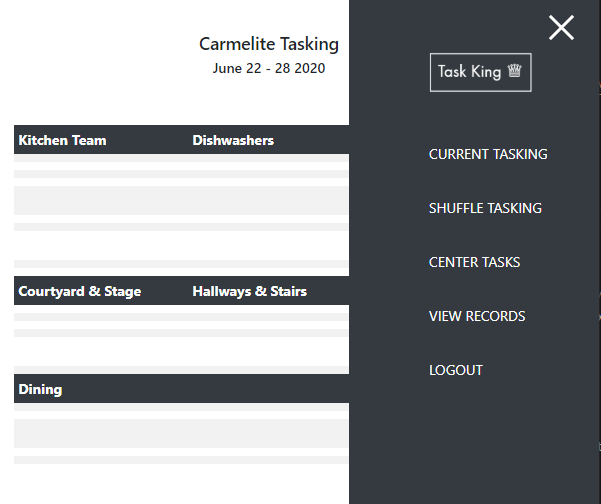 Carmelite Tasking
June 22 - 28 2020
Kitchen Team Dishwashers
Courtyard & Stage Hallways & Stairs
Dining
Task King ♕
CURRENT TASKING
SHUFFLE TASKING
CENTER TASKS
VIEW RECORDS
LOGOUT